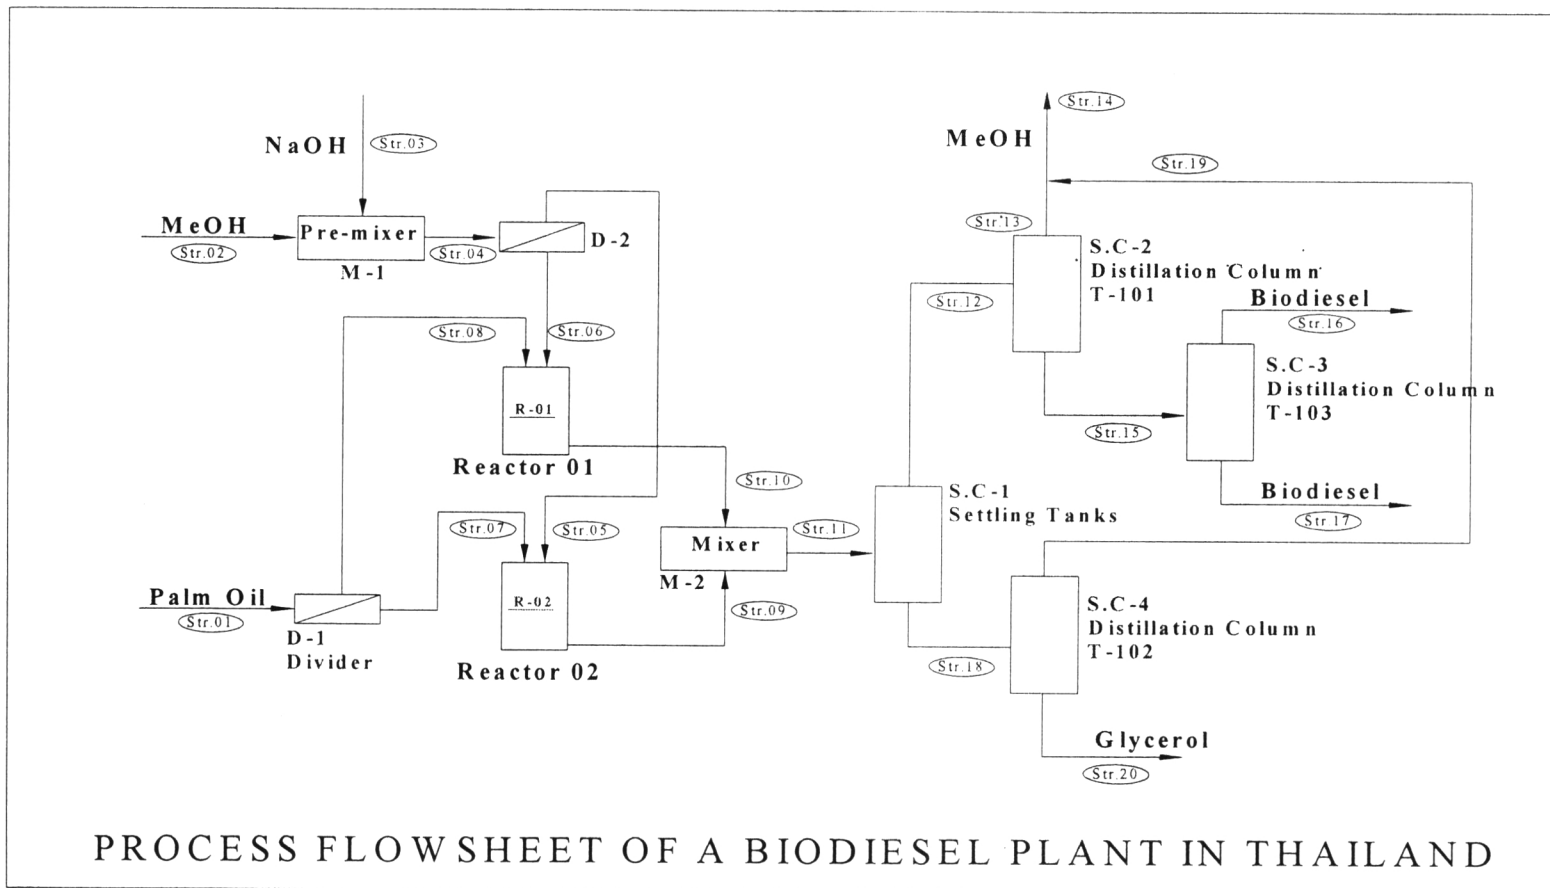 Str.14
NaOH
Str.03
MeOH
Str.19
MeOH
Str.02
Pre-mixer
M-1
Str.04
D-2
Str.13
S.C-2
Distillation Column
T-101
Str.12
Biodiesel
Str.16
Str.08
Str.06
S.C-3
Distillation Column
T-103
R-01
Reactor 01
Str.15
Str.10
S.C-1
Settling Tanks
Biodiesel
Str.17
Str.07
Str.05
Mixer
M-2
Str.11
Palm Oil
Str.01
D-1
Divider
R-02
Reactor 02
Str.09
S.C-4
Distillation Column
T-102
Str.18
Glycerol
Str.20
PROCESS FLOWSHEET OF A BIODIESEL PLANT IN THAILAND